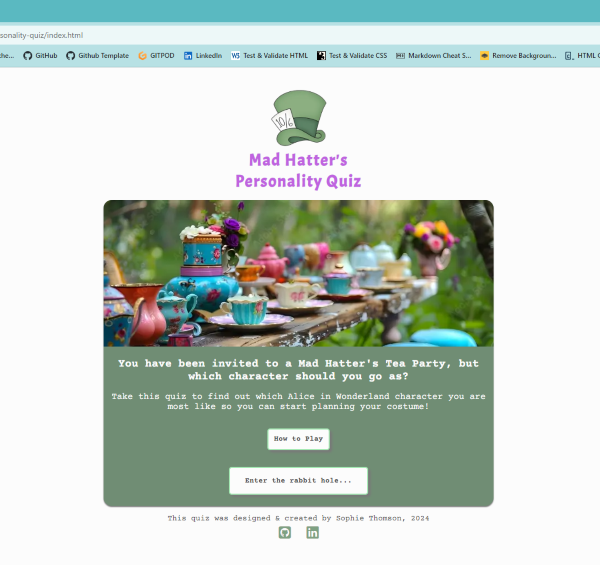 sonality-quiz/index.html
he... GitHub Github Template GITPOD LinkedIn WS Test & Validate HTML Test & Validate CSS Markdown Cheat S... Remove Backgroun... HTML C
10/6
Mad Hatter's
Personality Quiz
You have been invited to a Mad Hatter's Tea Party, but
which character should you go as?
Take this quiz to find out which Alice in Wonderland character you are
most like so you can start planning your costume!
How to Play
Enter the rabbit hole...
This quiz was designed & created by Sophie Thomson, 2024
in